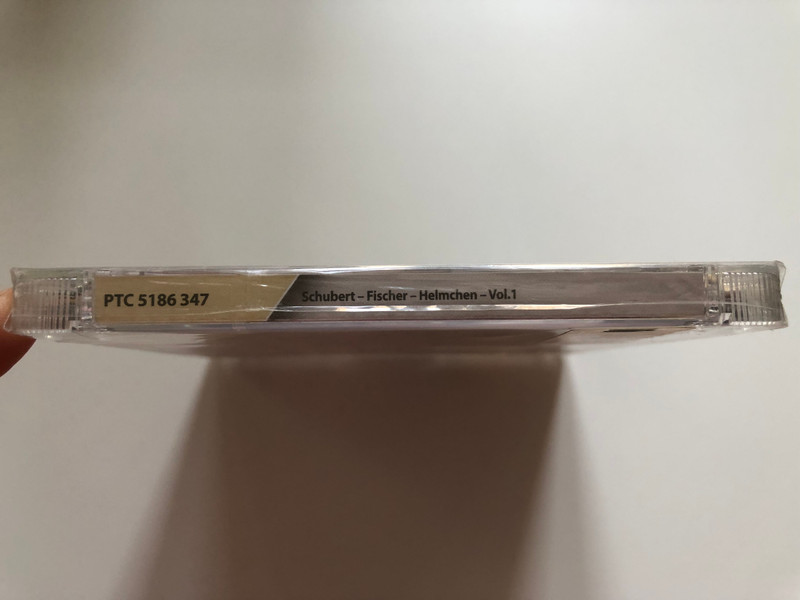 PTC 5186 347
Schubert – Fischer – Helmchen – Vol.1